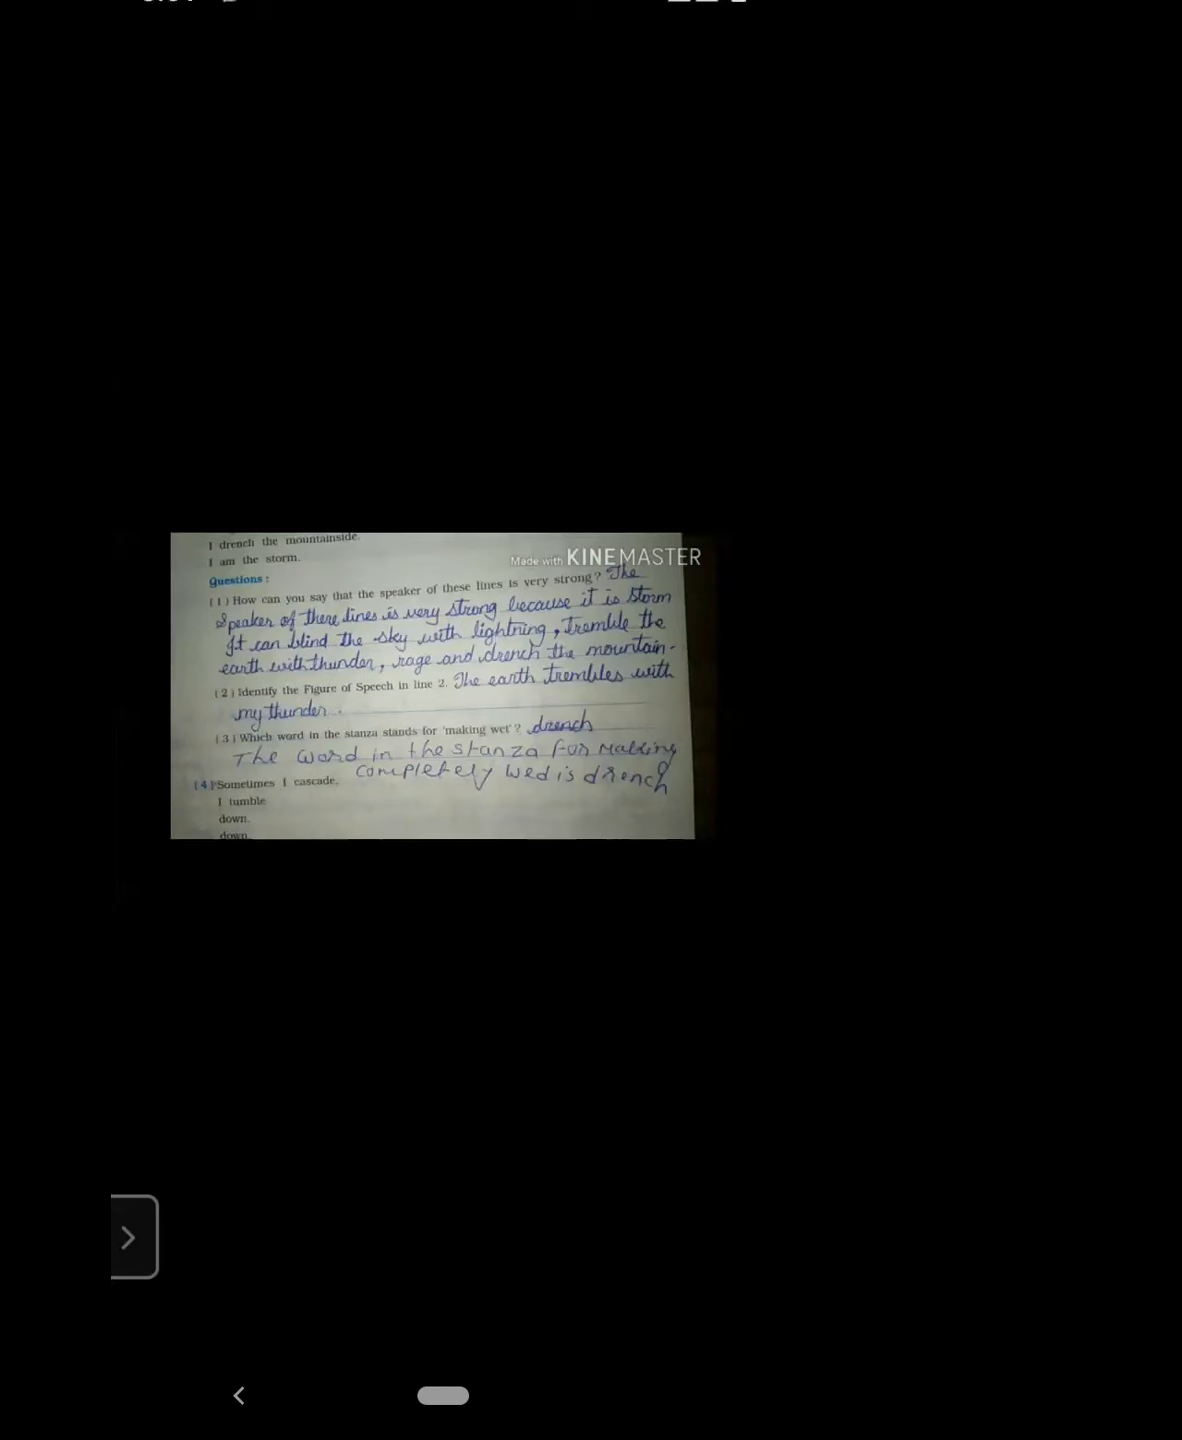 I drench the mountainside.
I am the storm.
Made with KINEMASTER
Questions :
( 1 ) How can you say that the speaker of these lines is very strong? The
Speaker of there lines is very strong because it is storm
It can blind the sky with lightning, tremble the
earth with thunder, rage and drench the mountain-
( 2 ) Identify the Figure of Speech in line 2. The earth trembles with
my thunder.
( 3 ) Which word in the stanza stands for 'making wet'? drench
The word in the stanza for making
completely wed is drench
( 4 ) Sometimes I cascade.
I tumble
down.
down.